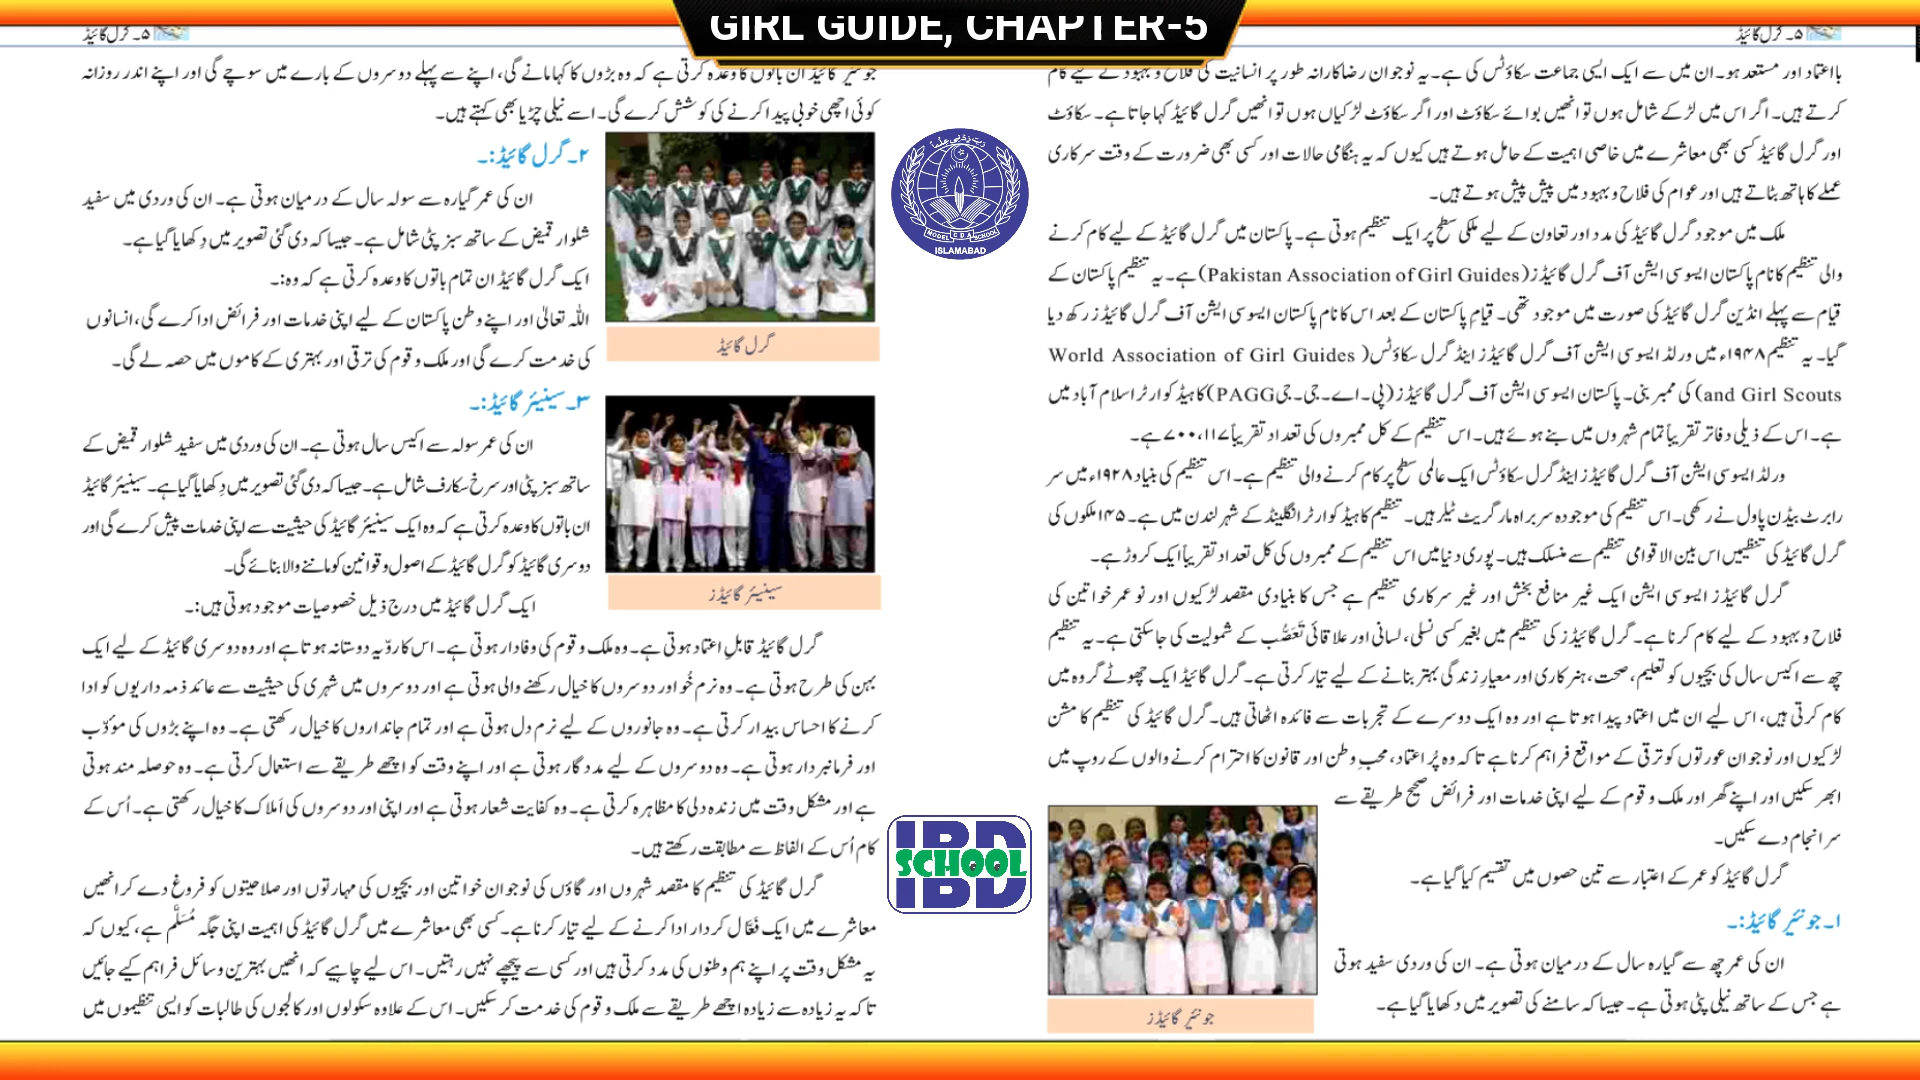 GIRL GUIDE, CHAPTER-5
۵۔ گرل گائیڈ
بااعتماد اور مستعد ہو۔ ان میں سے ایک ایسی جماعت سکاؤٹس کی ہے۔ یہ نوجوان رضاکارانہ طور پر انسانیت کی فلاح و بہبود کے لیے کام
کرتے ہیں۔ اگر اس میں لڑکے شامل ہوں تو انھیں بوائے سکاؤٹ اور اگر سکاؤٹ لڑکیاں ہوں تو انھیں گرل گائیڈ کہا جاتا ہے۔ سکاؤٹ
اور گرل گائیڈ کسی بھی معاشرے میں خاصی اہمیت کے حامل ہوتے ہیں کیوں کہ یہ ہنگامی حالات اور کسی بھی ضرورت کے وقت سرکاری
عملے کا ہاتھ بٹاتے ہیں اور عوام کی فلاح و بہبود میں پیش پیش ہوتے ہیں۔
ملک میں موجود گرل گائیڈ کی مدد اور تعاون کے لیے ملکی سطح پر ایک تنظیم ہوتی ہے۔ پاکستان میں گرل گائیڈ کے لیے کام کرنے
والی تنظیم کا نام پاکستان ایسوسی ایشن آف گرل گائیڈز (Pakistan Association of Girl Guides) ہے۔ یہ تنظیم پاکستان کے
قیام سے پہلے انڈین گرل گائیڈ کی صورت میں موجود تھی۔ قیامِ پاکستان کے بعد اس کا نام پاکستان ایسوسی ایشن آف گرل گائیڈز رکھ دیا
گیا۔ یہ تنظیم ۱۹۴۸ء میں ورلڈ ایسوسی ایشن آف گرل گائیڈز اینڈ گرل سکاؤٹس (World Association of Girl Guides
and Girl Scouts) کی ممبر بنی۔ پاکستان ایسوسی ایشن آف گرل گائیڈز (پی۔اے۔جی۔جی PAGG) کا ہیڈ کوارٹر اسلام آباد میں
ہے۔ اس کے ذیلی دفاتر تقریباً تمام شہروں میں بنے ہوئے ہیں۔ اس تنظیم کے کل ممبروں کی تعداد تقریباً ۷۰۰،۱۱۷ ہے۔
ورلڈ ایسوسی ایشن آف گرل گائیڈز اینڈ گرل سکاؤٹس ایک عالمی سطح پر کام کرنے والی تنظیم ہے۔ اس تنظیم کی بنیاد ۱۹۲۸ء میں سر
رابرٹ بیڈن پاول نے رکھی۔ اس تنظیم کی موجودہ سربراہ مارگریٹ ٹیلر ہیں۔ تنظیم کا ہیڈ کوارٹر انگلینڈ کے شہر لندن میں ہے۔ ۱۴۵ ملکوں کی
گرل گائیڈ کی تنظیمیں اس بین الاقوامی تنظیم سے منسلک ہیں۔ پوری دنیا میں اس تنظیم کے ممبروں کی کل تعداد تقریباً ایک کروڑ ہے۔
گرل گائیڈز ایسوسی ایشن ایک غیر منافع بخش اور غیر سرکاری تنظیم ہے جس کا بنیادی مقصد لڑکیوں اور نو عمر خواتین کی
فلاح و بہبود کے لیے کام کرنا ہے۔ گرل گائیڈز کی تنظیم میں بغیر کسی نسلی، لسانی اور علاقائی تَعَصُّب کے شمولیت کی جاسکتی ہے۔ یہ تنظیم
چھ سے اکیس سال کی بچیوں کو تعلیم، صحت، ہنر کاری اور معیارِ زندگی بہتر بنانے کے لیے تیار کرتی ہے۔ گرل گائیڈ ایک چھوٹے گروہ میں
کام کرتی ہیں، اس لیے ان میں اعتماد پیدا ہوتا ہے اور وہ ایک دوسرے کے تجربات سے فائدہ اٹھاتی ہیں۔ گرل گائیڈ کی تنظیم کا مشن
لڑکیوں اور نوجوان عورتوں کو ترقی کے مواقع فراہم کرنا ہے تاکہ وہ پُر اعتماد، محبِ وطن اور قانون کا احترام کرنے والوں کے روپ میں
ابھر سکیں اور اپنے گھر اور ملک و قوم کے لیے اپنی خدمات اور فرائض صحیح طریقے سے
سرانجام دے سکیں۔
گرل گائیڈ کو عمر کے اعتبار سے تین حصوں میں تقسیم کیا گیا ہے۔
۱۔ جونئیر گائیڈ:۔
ان کی عمر چھ سے گیارہ سال کے درمیان ہوتی ہے۔ ان کی وردی سفید ہوتی
ہے جس کے ساتھ نیلی پٹی ہوتی ہے۔ جیسا کہ سامنے کی تصویر میں دکھایا گیا ہے۔
جونئیر گائیڈز
۵۔ گرل گائیڈ
جونئیر گائیڈ ان باتوں کا وعدہ کرتی ہے کہ وہ بڑوں کا کہا مانے گی، اپنے سے پہلے دوسروں کے بارے میں سوچے گی اور اپنے اندر روزانہ
کوئی اچھی خوبی پیدا کرنے کی کوشش کرے گی۔ اسے نیلی چڑیا بھی کہتے ہیں۔
۲۔ گرل گائیڈ:۔
ان کی عمر گیارہ سے سولہ سال کے درمیان ہوتی ہے۔ ان کی وردی میں سفید
شلوار قمیض کے ساتھ سبز پٹی شامل ہے۔ جیسا کہ دی گئی تصویر میں دِکھایا گیا ہے۔
ایک گرل گائیڈ ان تمام باتوں کا وعدہ کرتی ہے کہ وہ:۔
اللہ تعالیٰ اور اپنے وطن پاکستان کے لیے اپنی خدمات اور فرائض ادا کرے گی، انسانوں
کی خدمت کرے گی اور ملک و قوم کی ترقی اور بہتری کے کاموں میں حصہ لے گی۔
گرل گائیڈ
۳۔ سینیئر گائیڈ:۔
ان کی عمر سولہ سے اکیس سال ہوتی ہے۔ ان کی وردی میں سفید شلوار قمیض کے
ساتھ سبز پٹی اور سرخ سکارف شامل ہے۔ جیسا کہ دی گئی تصویر میں دِکھایا گیا ہے۔ سینیئر گائیڈ
ان باتوں کا وعدہ کرتی ہے کہ وہ ایک سینیئر گائیڈ کی حیثیت سے اپنی خدمات پیش کرے گی اور
دوسری گائیڈ کو گرل گائیڈ کے اصول و قوانین کو ماننے والا بنائے گی۔
سینیئر گائیڈز
ایک گرل گائیڈ میں درج ذیل خصوصیات موجود ہوتی ہیں:۔
گرل گائیڈ قابلِ اعتماد ہوتی ہے۔ وہ ملک و قوم کی وفادار ہوتی ہے۔ اس کا روّیہ دوستانہ ہوتا ہے اور وہ دوسری گائیڈ کے لیے ایک
بہن کی طرح ہوتی ہے۔ وہ نرم خُو اور دوسروں کا خیال رکھنے والی ہوتی ہے اور دوسروں میں شہری کی حیثیت سے عائد ذمہ داریوں کو ادا
کرنے کا احساس بیدار کرتی ہے۔ وہ جانوروں کے لیے نرم دل ہوتی ہے اور تمام جانداروں کا خیال رکھتی ہے۔ وہ اپنے بڑوں کی مؤدّب
اور فرمانبردار ہوتی ہے۔ وہ دوسروں کے لیے مددگار ہوتی ہے اور اپنے وقت کو اچھے طریقے سے استعمال کرتی ہے۔ وہ حوصلہ مند ہوتی
ہے اور مشکل وقت میں زندہ دلی کا مظاہرہ کرتی ہے۔ وہ کفایت شعار ہوتی ہے اور اپنی اور دوسروں کی اَملاک کا خیال رکھتی ہے۔ اُس کے
کام اُس کے الفاظ سے مطابقت رکھتے ہیں۔
گرل گائیڈ کی تنظیم کا مقصد شہروں اور گاؤں کی نوجوان خواتین اور بچیوں کی مہارتوں اور صلاحیتوں کو فروغ دے کر انھیں
معاشرے میں ایک فَعّال کردار ادا کرنے کے لیے تیار کرنا ہے۔ کسی بھی معاشرے میں گرل گائیڈ کی اہمیت اپنی جگہ مُسَلَّم ہے، کیوں کہ
یہ مشکل وقت پر اپنے ہم وطنوں کی مدد کرتی ہیں اور کسی سے پیچھے نہیں رہتیں۔ اس لیے چاہیے کہ انھیں بہترین وسائل فراہم کیے جائیں
تاکہ یہ زیادہ سے زیادہ اچھے طریقے سے ملک و قوم کی خدمت کر سکیں۔ اس کے علاوہ سکولوں اور کالجوں کی طالبات کو ایسی تنظیموں میں
رَبِّ زِدْنِی عِلْمًا
MODEL CDA SCHOOL
ISLAMABAD
IBD
SCHOOL
IBD